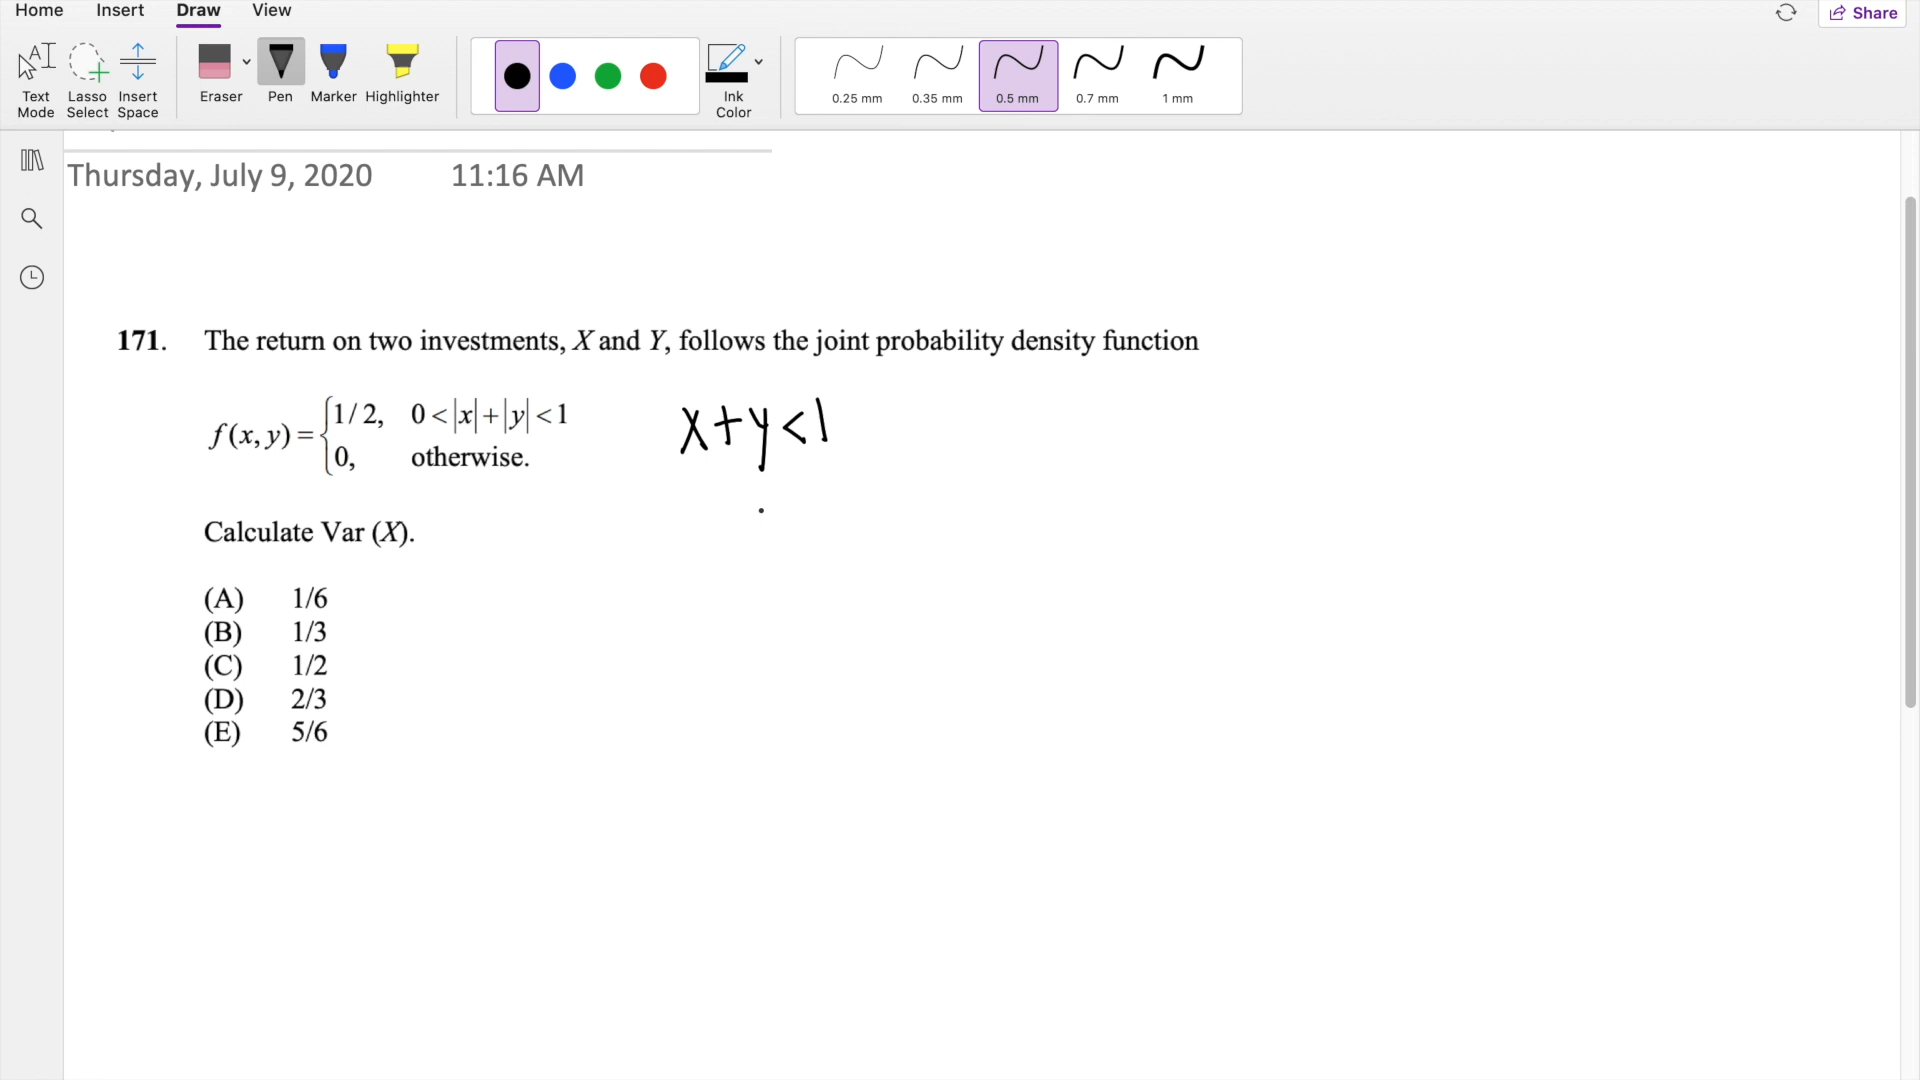 Home Insert Draw View Share
Text Mode Lasso Select Insert Space Eraser Pen Marker Highlighter Ink Color 0.25 mm 0.35 mm 0.5 mm 0.7 mm 1 mm
Thursday, July 9, 2020 11:16 AM
171. The return on two investments, X and Y, follows the joint probability density function
f(x, y) = {1/2, 0 < |x| + |y| < 1
0, otherwise.
x+y<1
Calculate Var (X).
(A) 1/6
(B) 1/3
(C) 1/2
(D) 2/3
(E) 5/6